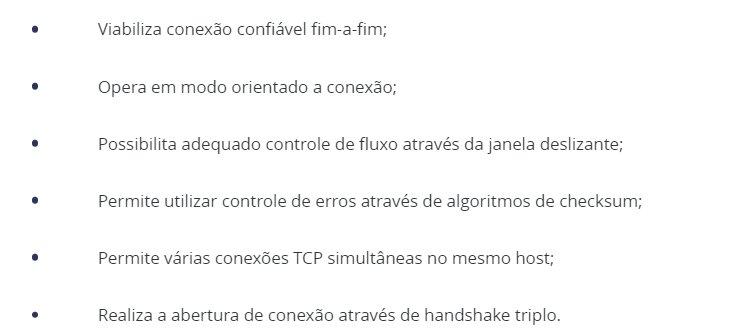 • Viabiliza conexão confiável fim-a-fim;
• Opera em modo orientado a conexão;
• Possibilita adequado controle de fluxo através da janela deslizante;
• Permite utilizar controle de erros através de algoritmos de checksum;
• Permite várias conexões TCP simultâneas no mesmo host;
• Realiza a abertura de conexão através de handshake triplo.